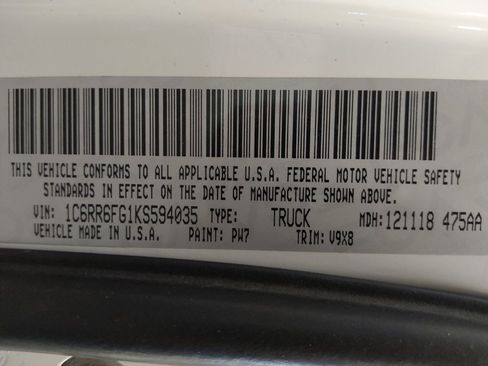 THIS VEHICLE CONFORMS TO ALL APPLICABLE U.S.A. FEDERAL MOTOR VEHICLE SAFETY
STANDARDS IN EFFECT ON THE DATE OF MANUFACTURE SHOWN ABOVE.
VIN: 1C6RR6FG1KS594035 TYPE: TRUCK MDH:121118 475AA
VEHICLE MADE IN U.S.A. PAINT: PW7 TRIM: V9X8